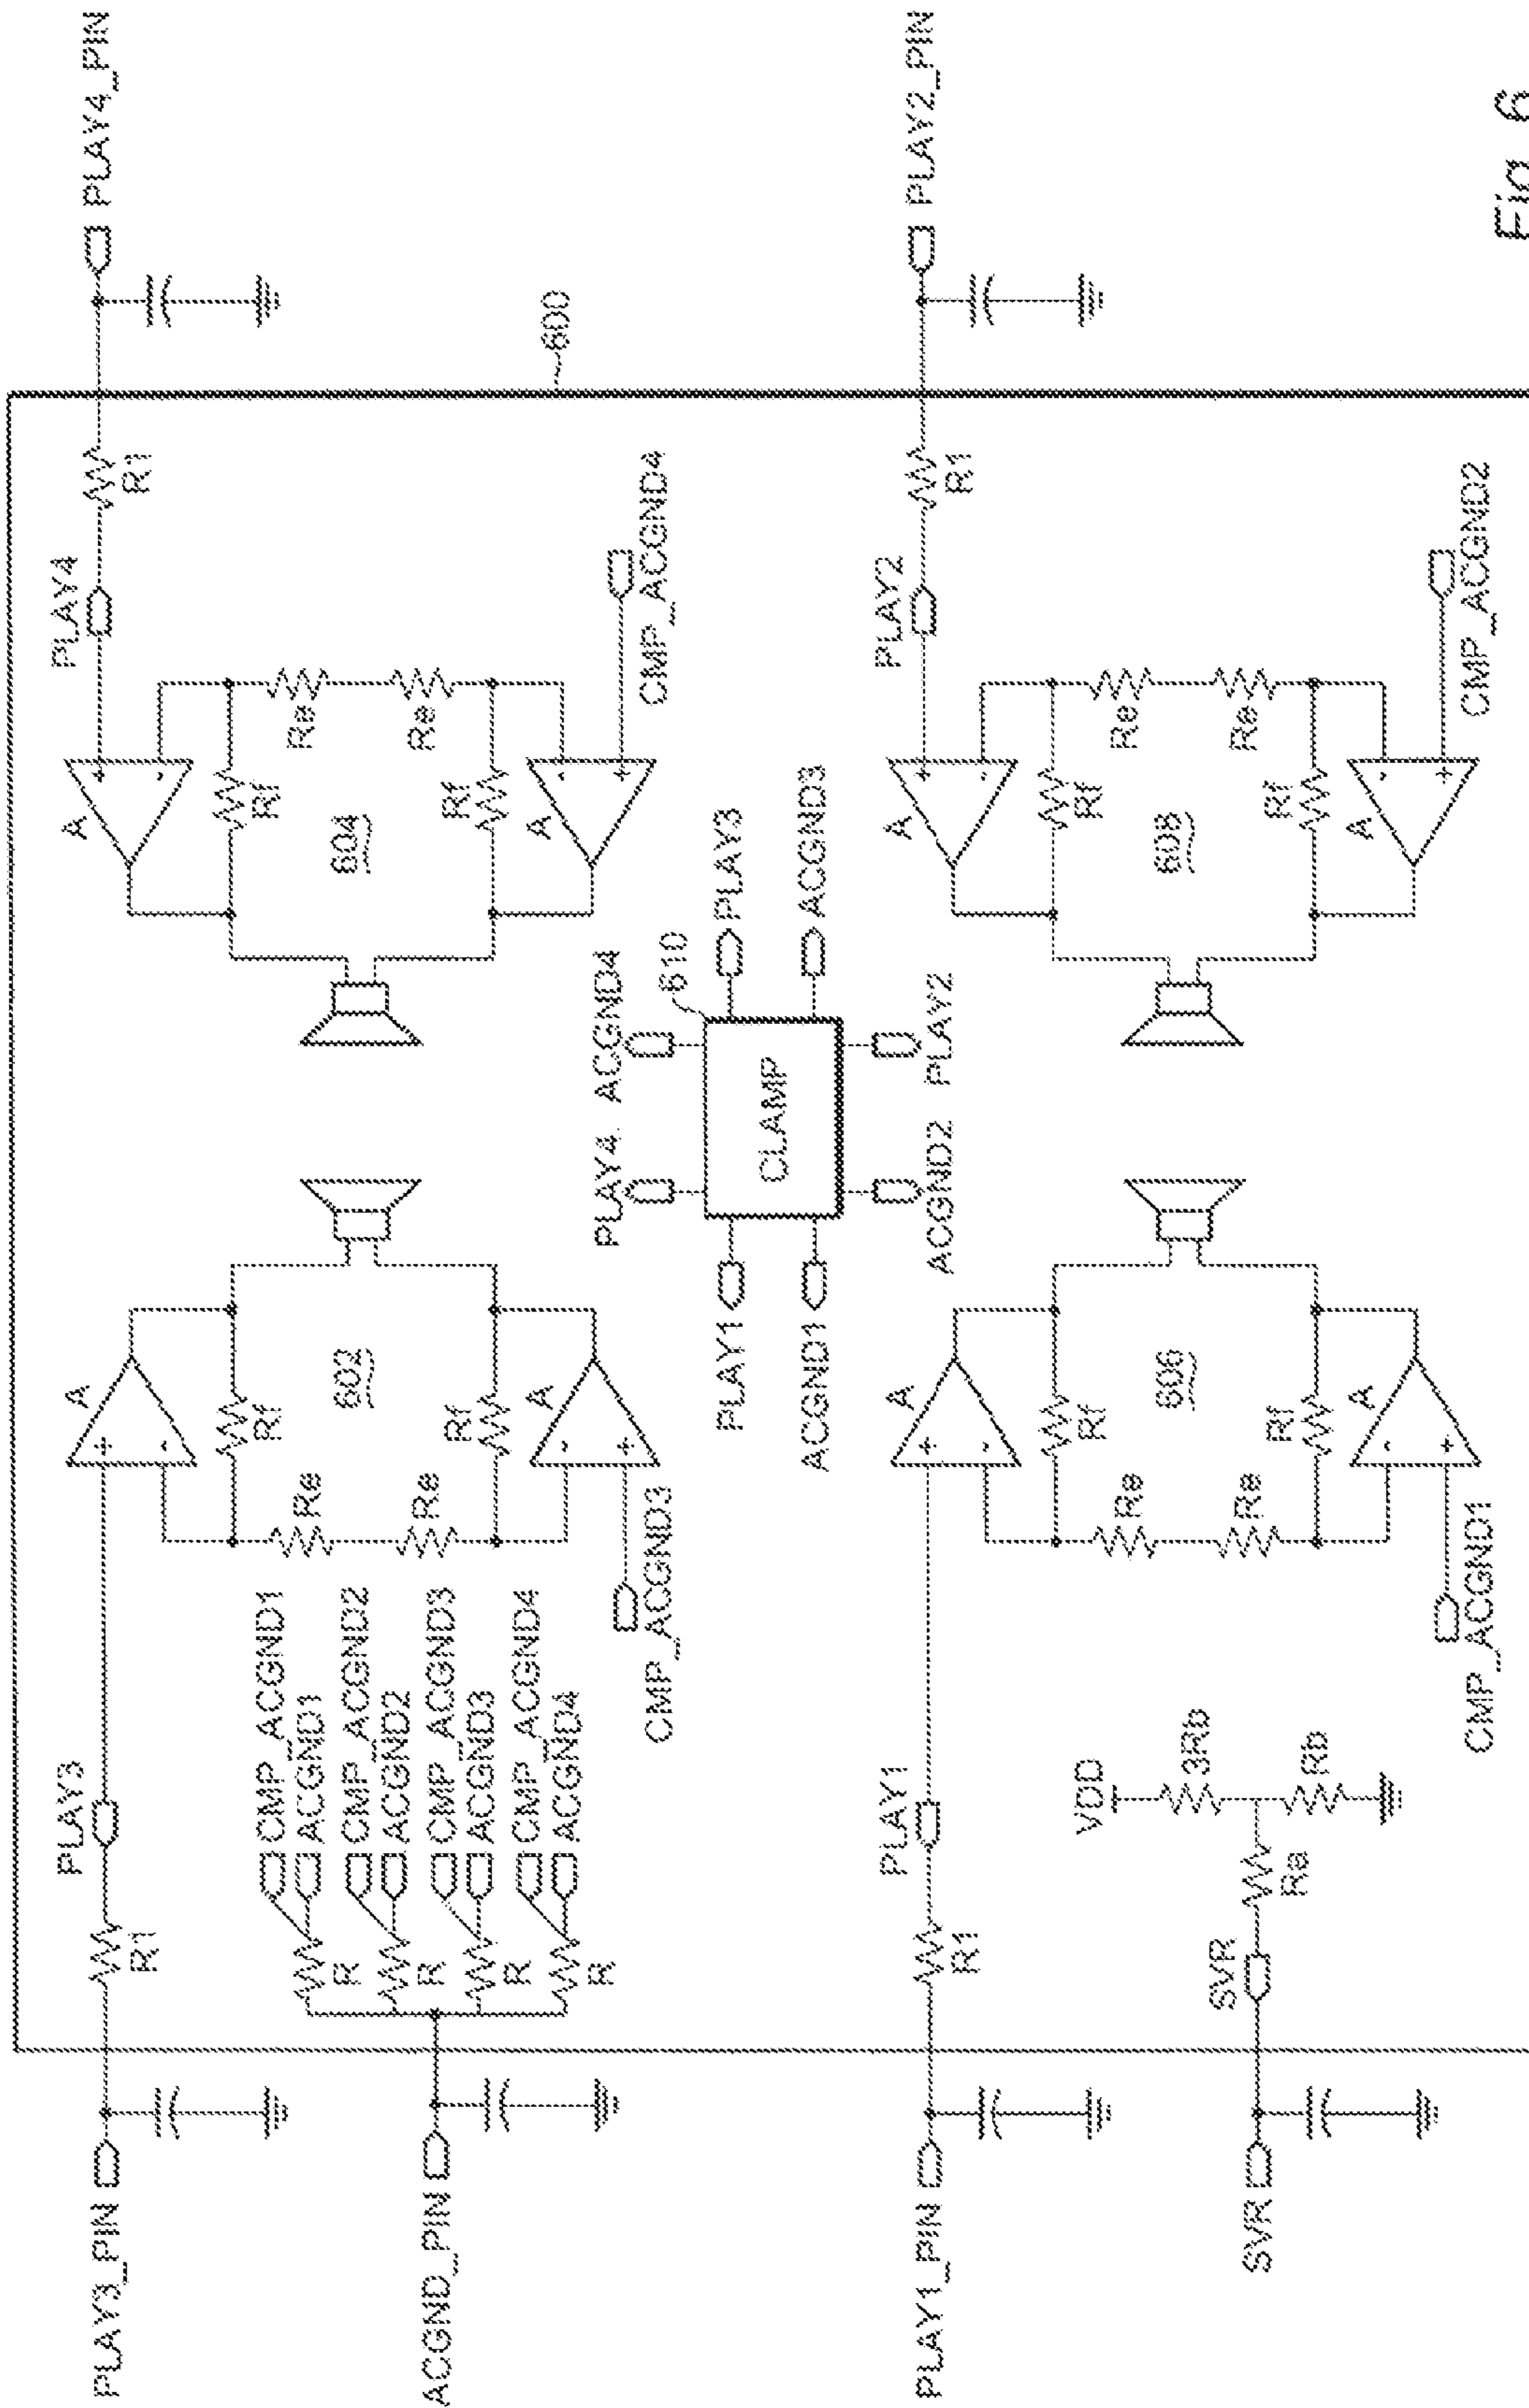 PLAY3_PIN
R1
PLAY3
A
+
-
Rf
Re
Re
602
Rf
-
+
A
CMP_ACGND3
CMP_ACGND1
ACGND1
CMP_ACGND2
ACGND2
CMP_ACGND3
ACGND3
CMP_ACGND4
ACGND4
R
R
R
R
ACGND_PIN
PLAY4_PIN
R1
PLAY4
A
+
-
Rf
Re
Re
604
Rf
-
+
A
CMP_ACGND4
600
PLAY4 ACGND4
610
PLAY1
PLAY3
CLAMP
ACGND1
ACGND3
ACGND2 PLAY2
PLAY1_PIN
R1
PLAY1
A
+
-
Rf
Re
Re
606
Rf
-
+
A
CMP_ACGND1
SVR
SVR
Ra
VDD
3Rb
Rb
PLAY2_PIN
R1
PLAY2
A
+
-
Rf
Re
Re
608
Rf
-
+
A
CMP_ACGND2
Fig. 6